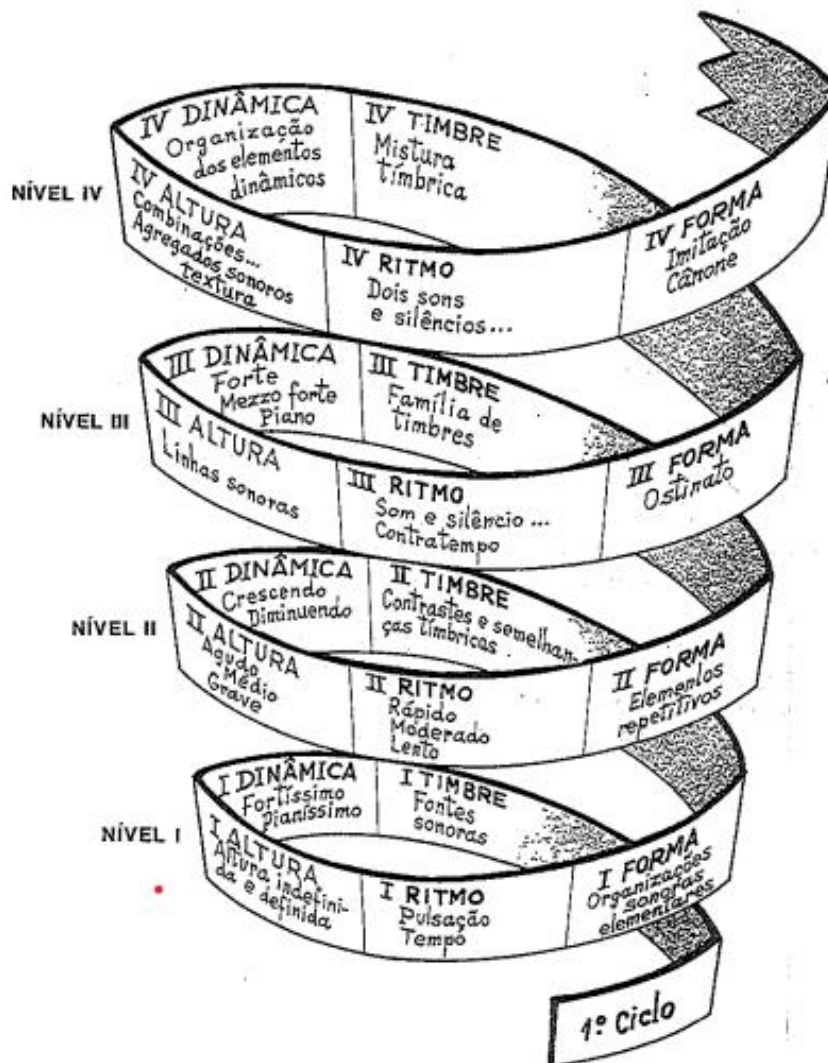 NÍVEL IV
IV DINÂMICA
Organização
dos elementos
dinâmicos
IV TIMBRE
Mistura
tímbrica
IV ALTURA
Combinações...
Agregados sonoros
textura
IV RITMO
Dois sons
e silêncios...
IV FORMA
Imitação
Cânone
NÍVEL III
III DINÂMICA
Forte
Mezzo forte
Piano
III TIMBRE
Família de
timbres
III ALTURA
Linhas sonoras
III RITMO
Som e silêncio...
Contratempo
III FORMA
Ostinato
NÍVEL II
II DINÂMICA
Crescendo
Diminuendo
II TIMBRE
Contrastes e semelhan-
ças tímbricas
II ALTURA
Agudo
Médio
Grave
II RITMO
Rápido
Moderado
Lento
II FORMA
Elementos
repetitivos
NÍVEL I
I DINÂMICA
Fortíssimo
Pianíssimo
I TIMBRE
Fontes
sonoras
I ALTURA
Altura indefini-
da e definida
I RITMO
Pulsação
Tempo
I FORMA
Organizações
sonoras
elementares
1º Ciclo